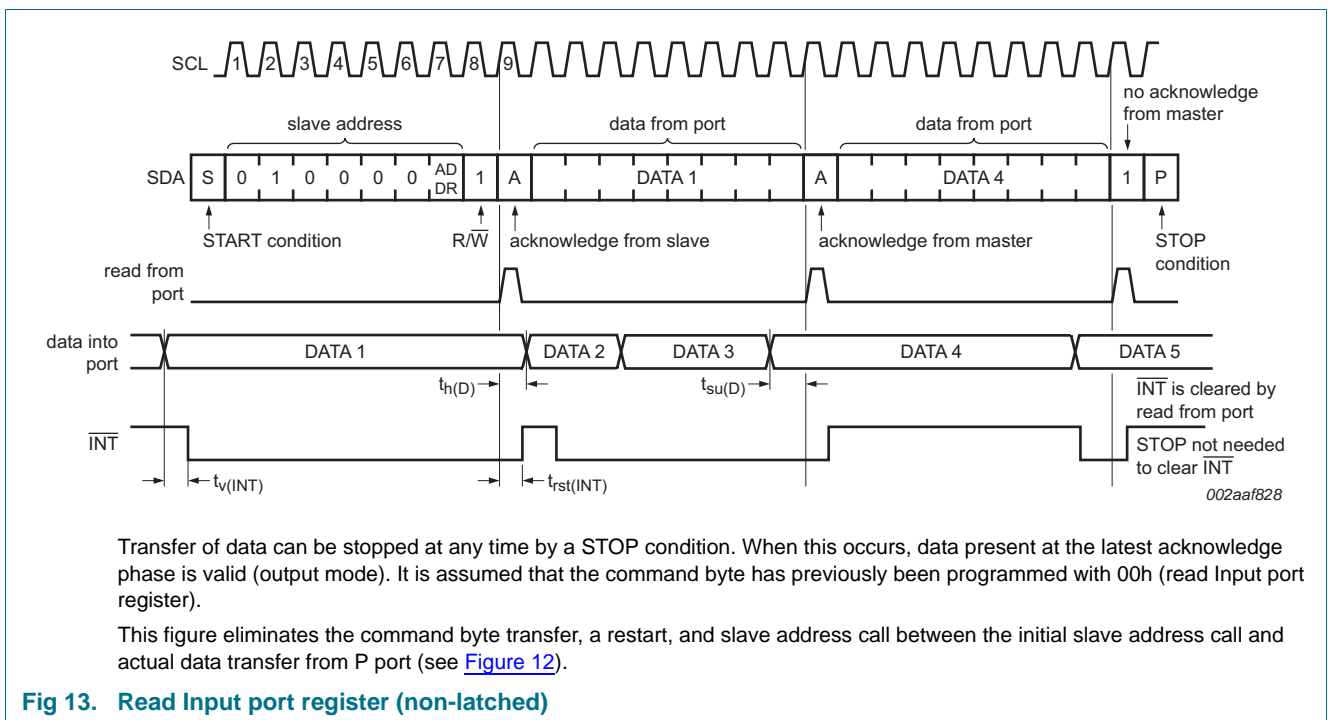 SCL 1 2 3 4 5 6 7 8 9
no acknowledge
from master
slave address data from port data from port
SDA S 0 1 0 0 0 0 AD DR 1 A DATA 1 A DATA 4 1 P
START condition R/W̅ acknowledge from slave acknowledge from master STOP
condition
read from
port
data into
port
DATA 1 DATA 2 DATA 3 DATA 4 DATA 5
th(D) tsu(D)
I̅N̅T̅ is cleared by
read from port
I̅N̅T̅
STOP not needed
to clear I̅N̅T̅
tv(INT) trst(INT)
002aaf828
Transfer of data can be stopped at any time by a STOP condition. When this occurs, data present at the latest acknowledge
phase is valid (output mode). It is assumed that the command byte has previously been programmed with 00h (read Input port
register).
This figure eliminates the command byte transfer, a restart, and slave address call between the initial slave address call and
actual data transfer from P port (see Figure 12).
Fig 13. Read Input port register (non-latched)